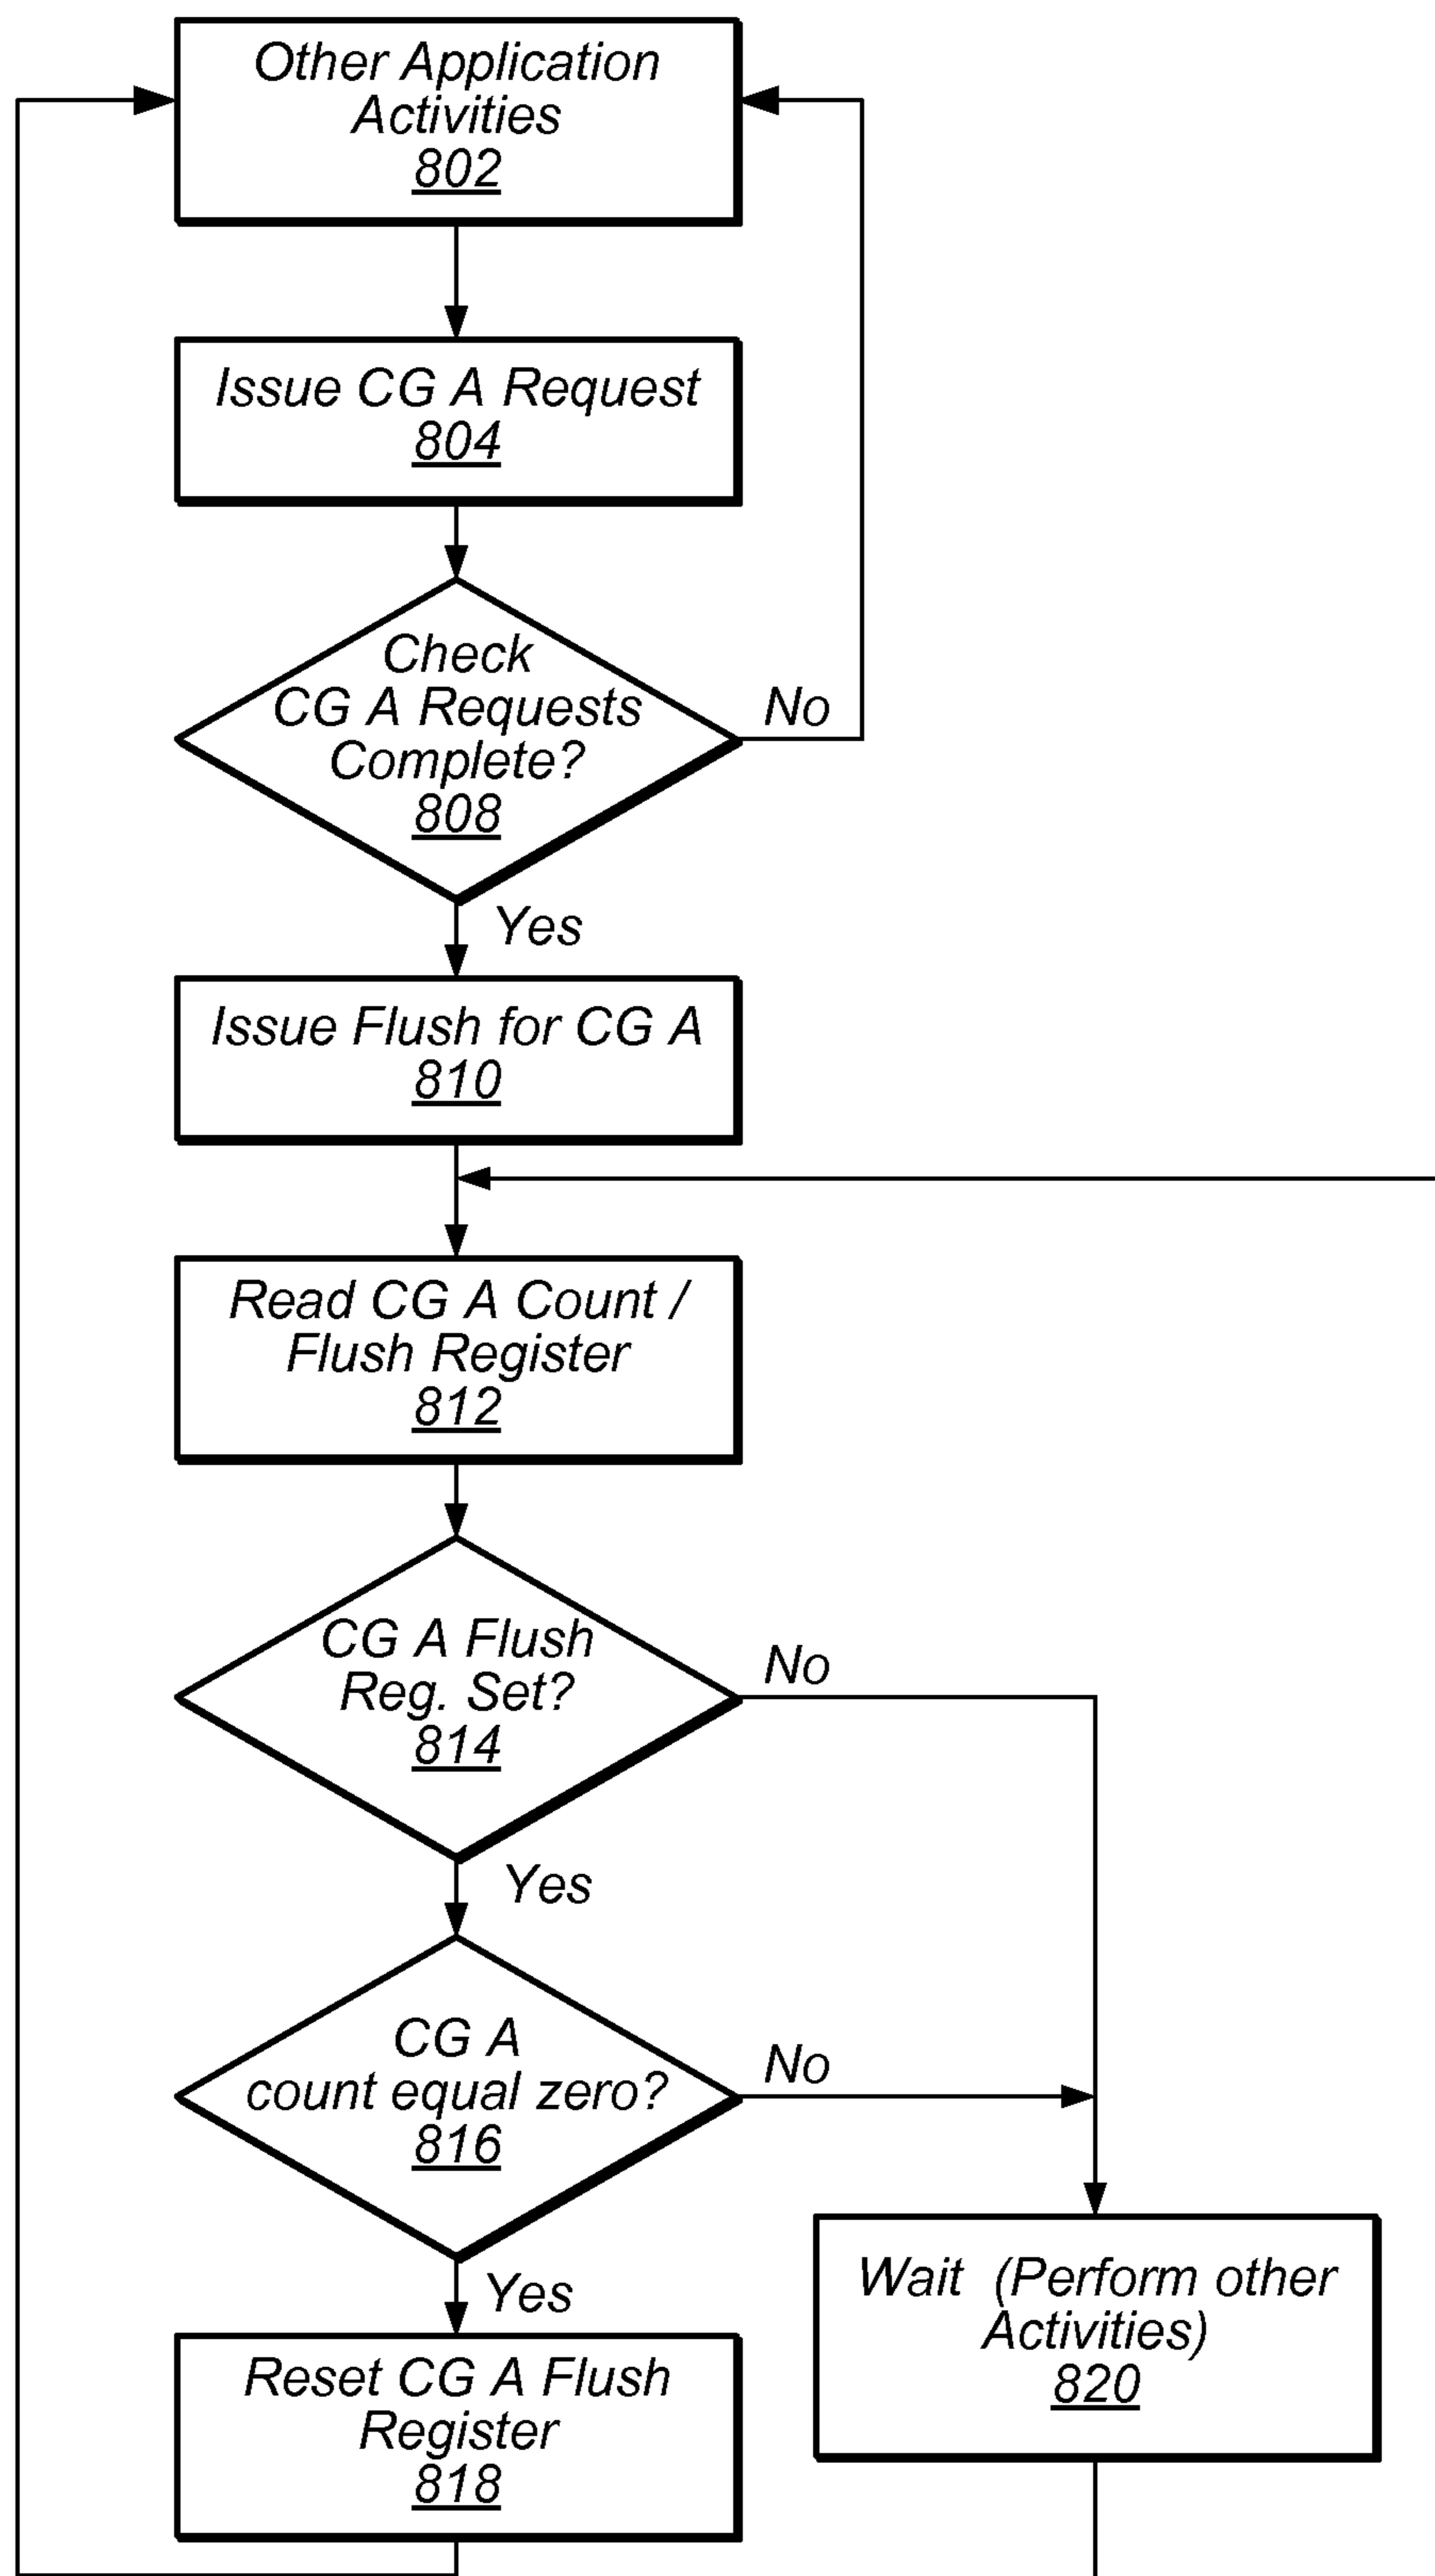 Other Application
Activities
802
Issue CG A Request
804
Check
CG A Requests
Complete?
808
No
Yes
Issue Flush for CG A
810
Read CG A Count /
Flush Register
812
CG A Flush
Reg. Set?
814
No
Yes
CG A
count equal zero?
816
No
Yes
Wait (Perform other
Activities)
820
Reset CG A Flush
Register
818